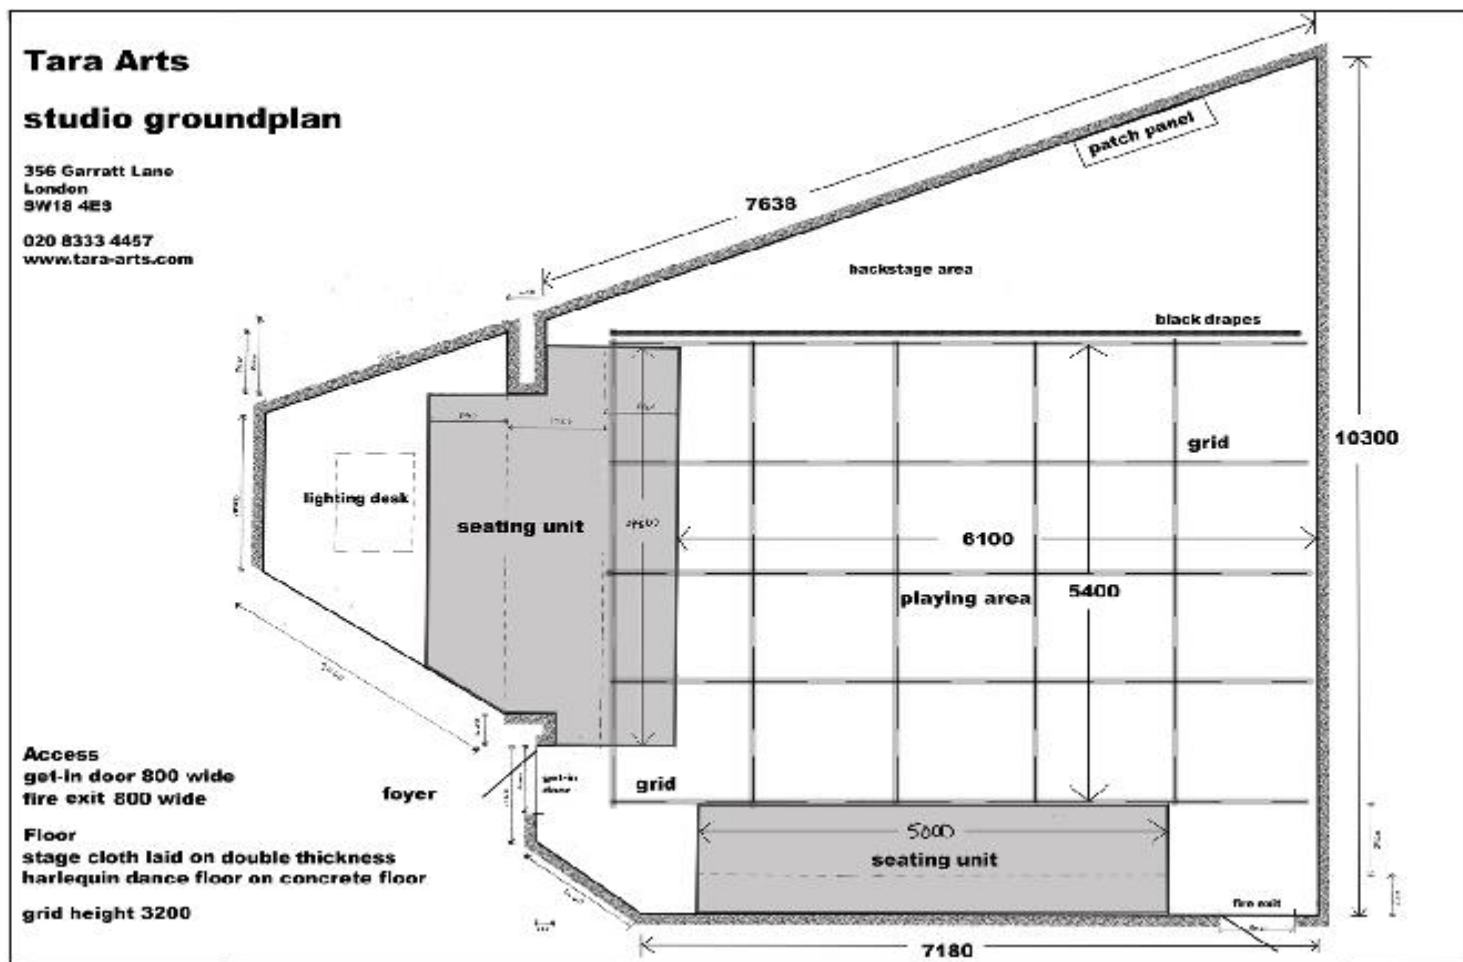 Tara Arts
studio groundplan
356 Garratt Lane
London
SW18 4ES
020 8333 4457
www.tara-arts.com
patch panel
7638
backstage area
black drapes
grid
10300
lighting desk
seating unit
6100
playing area
5400
Access
get-in door 800 wide
fire exit 800 wide
foyer
get-in
door
grid
5000
seating unit
Floor
stage cloth laid on double thickness
harlequin dance floor on concrete floor
grid height 3200
fire exit
7180